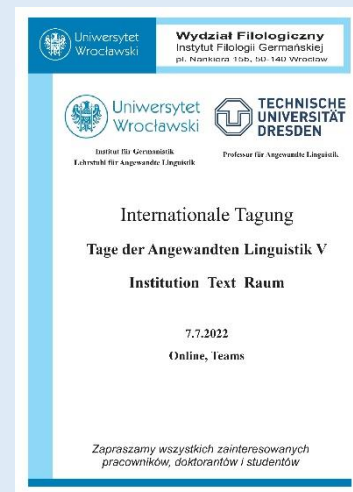 Uniwersytet
Wrocławski
Wydział Filologiczny
Instytut Filologii Germańskiej
pl. Nankiera 15b, 50-140 Wrocław
Uniwersytet
Wrocławski
TECHNISCHE
UNIVERSITÄT
DRESDEN
Institut für Germanistik
Lehrstuhl für Angewandte Linguistik
Professur für Angewandte Linguistik
Internationale Tagung
Tage der Angewandten Linguistik V
Institution Text Raum
7.7.2022
Online, Teams
Zapraszamy wszystkich zainteresowanych
pracowników, doktorantów i studentów